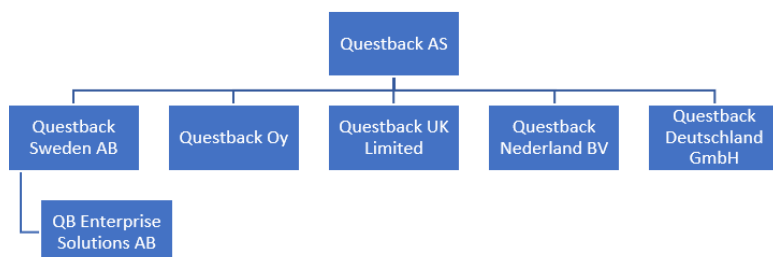 Questback AS
Questback
Sweden AB
Questback Oy
Questback UK
Limited
Questback
Nederland BV
Questback
Deutschland
GmbH
QB Enterprise
Solutions AB